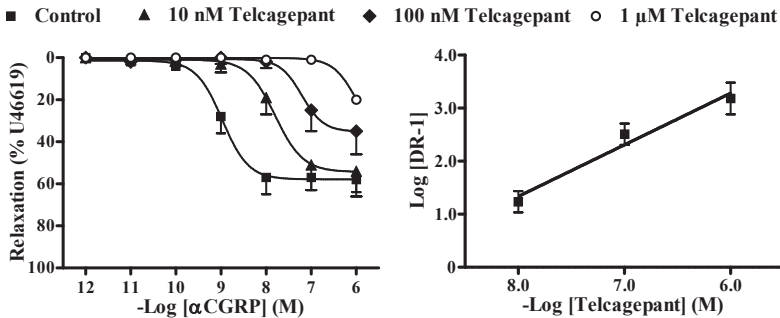 Control 10 nM Telcagepant 100 nM Telcagepant 1 µM Telcagepant
Relaxation (% U46619)
0
20
40
60
80
100
12 11 10 9 8 7 6
-Log [αCGRP] (M)
Log [DR-1]
4.0
3.0
2.0
1.0
0
8.0 7.0 6.0
-Log [Telcagepant] (M)